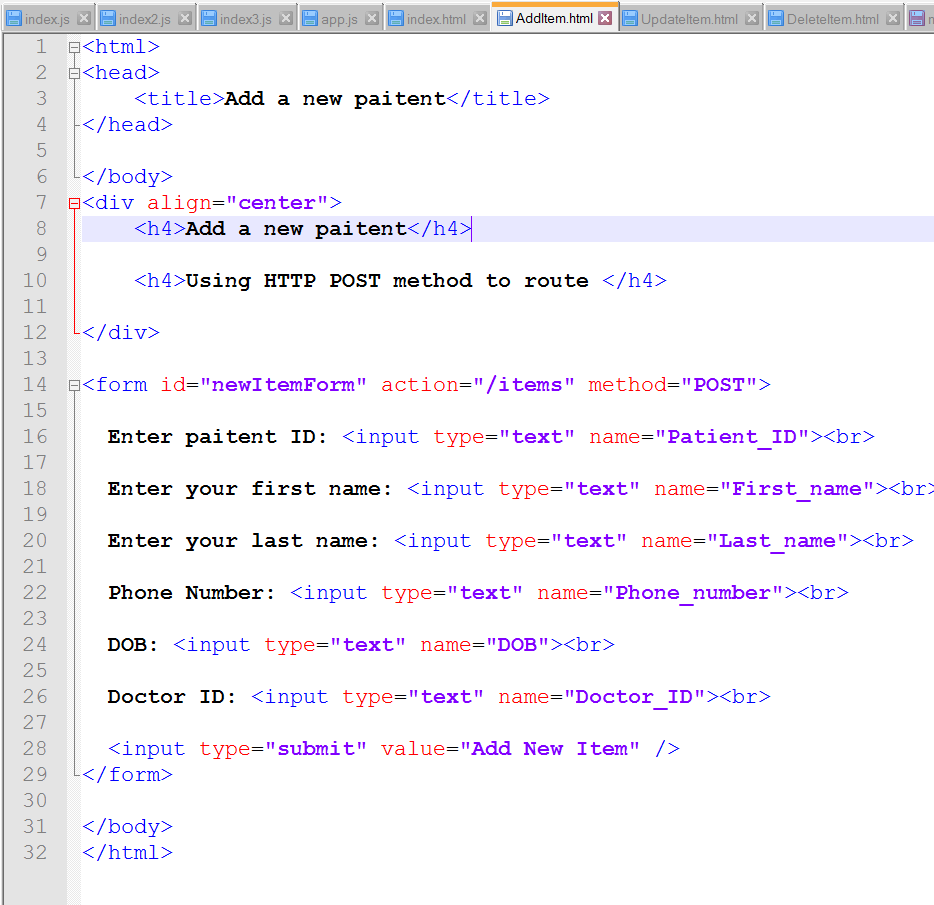 index.js index2.js index3.js app.js index.html AddItem.html UpdateItem.html DeleteItem.html
1 <html>
2 <head>
3 <title>Add a new paitent</title>
4 </head>
5
6 </body>
7 <div align="center">
8 <h4>Add a new paitent</h4>
9
10 <h4>Using HTTP POST method to route </h4>
11
12 </div>
13
14 <form id="newItemForm" action="/items" method="POST">
15
16 Enter paitent ID: <input type="text" name="Patient_ID"><br>
17
18 Enter your first name: <input type="text" name="First_name"><br>
19
20 Enter your last name: <input type="text" name="Last_name"><br>
21
22 Phone Number: <input type="text" name="Phone_number"><br>
23
24 DOB: <input type="text" name="DOB"><br>
25
26 Doctor ID: <input type="text" name="Doctor_ID"><br>
27
28 <input type="submit" value="Add New Item" />
29 </form>
30
31 </body>
32 </html>